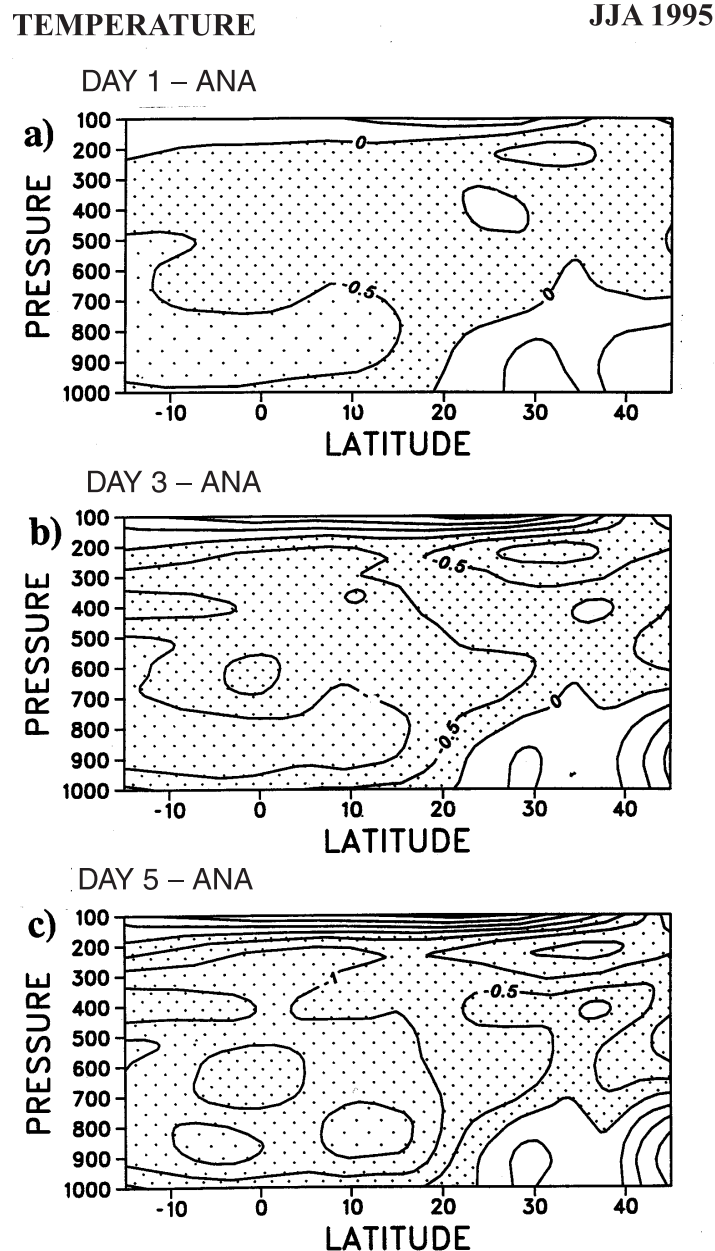 TEMPERATURE JJA 1995
DAY 1 – ANA
a)
PRESSURE
100
200
300
400
500
600
700
800
900
1000
0
-0.5
0
-10 0 10 20 30 40
LATITUDE
DAY 3 – ANA
b)
PRESSURE
100
200
300
400
500
600
700
800
900
1000
-0.5
0
-0.5
-10 0 10 20 30 40
LATITUDE
DAY 5 – ANA
c)
PRESSURE
100
200
300
400
500
600
700
800
900
1000
-1
-0.5
-10 0 10 20 30 40
LATITUDE